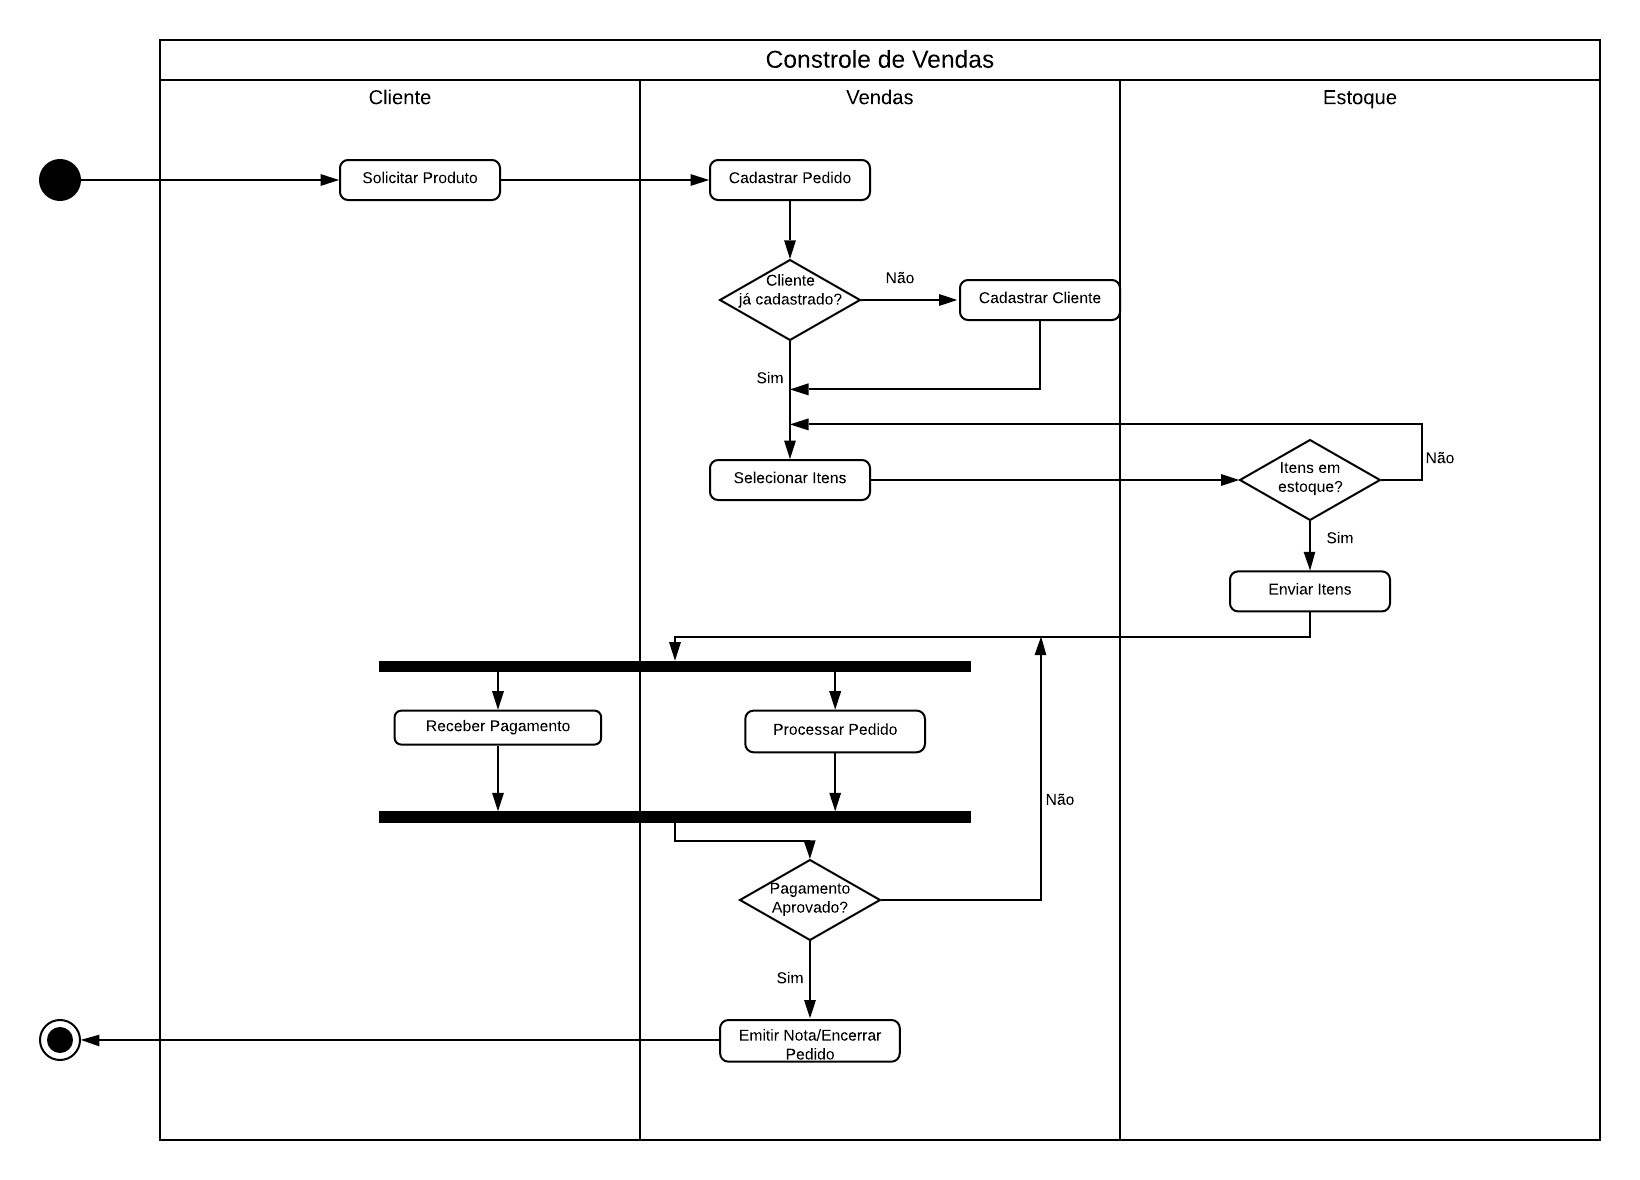 Constrole de Vendas
Cliente
Vendas
Estoque
Solicitar Produto
Cadastrar Pedido
Cliente
já cadastrado?
Não
Cadastrar Cliente
Sim
Selecionar Itens
Itens em
estoque?
Não
Sim
Enviar Itens
Receber Pagamento
Processar Pedido
Não
Pagamento
Aprovado?
Sim
Emitir Nota/Encerrar
Pedido